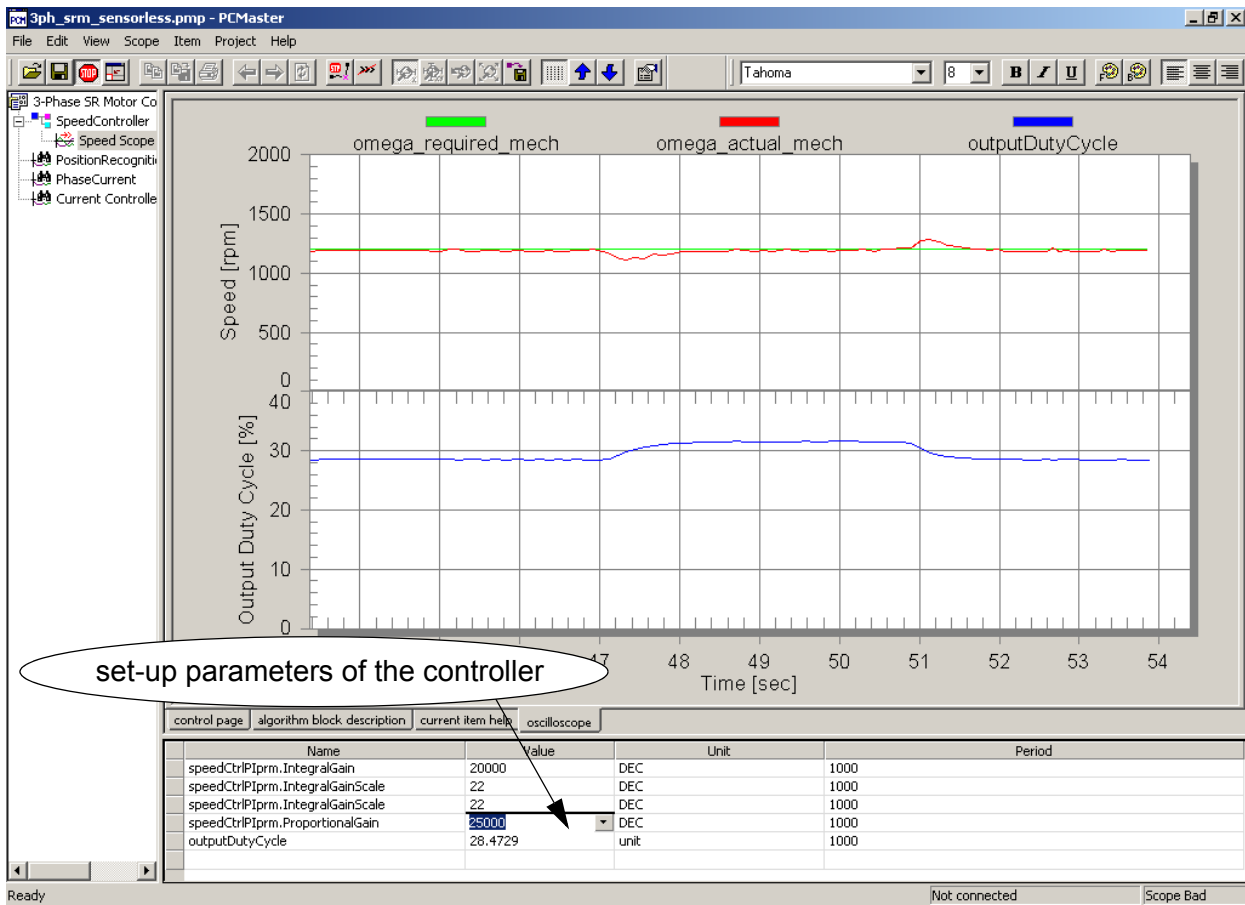 3ph_srm_sensorless.pmp - PCMaster
File Edit View Scope Item Project Help
STOP
Tahoma 8 B I U
3-Phase SR Motor Co
SpeedController
Speed Scope
PositionRecogniti
PhaseCurrent
Current Controlle
omega_required_mech omega_actual_mech outputDutyCycle
2000
1500
1000
500
0
Speed [rpm]
40
30
20
10
0
Output Duty Cycle [%]
47 48 49 50 51 52 53 54
Time [sec]
set-up parameters of the controller
control page algorithm block description current item help oscilloscope
Name Value Unit Period
speedCtrlPIprm.IntegralGain 20000 DEC 1000
speedCtrlPIprm.IntegralGainScale 22 DEC 1000
speedCtrlPIprm.IntegralGainScale 22 DEC 1000
speedCtrlPIprm.ProportionalGain 25000 DEC 1000
outputDutyCycle 28.4729 unit 1000
Ready Not connected Scope Bad